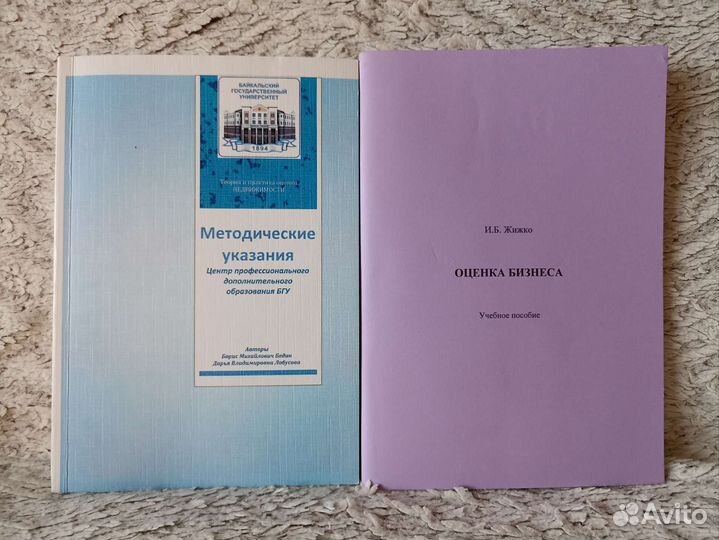 БАЙКАЛЬСКИЙ
ГОСУДАРСТВЕННЫЙ
УНИВЕРСИТЕТ
1894
Теория и практика оценки
НЕДВИЖИМОСТИ
Методические
указания
Центр профессионального
дополнительного
образования БГУ
Авторы
Борис Михайлович Бедин
Дарья Владимировна Лабусова
И.Б. Жижко
ОЦЕНКА БИЗНЕСА
Учебное пособие
Avito